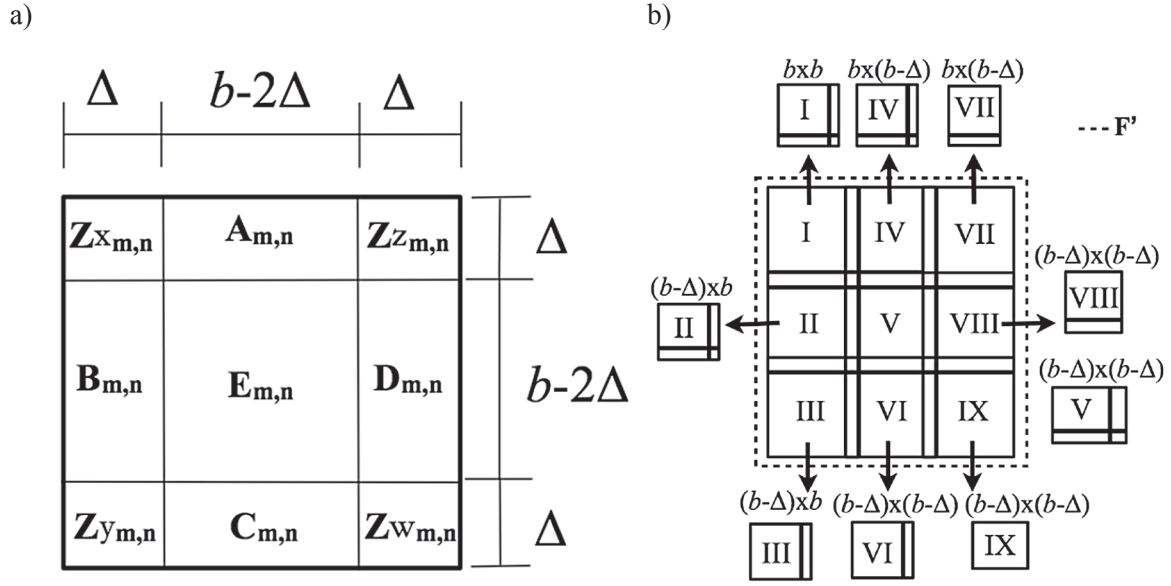 a)
Δ b-2Δ Δ
Zxm,n Am,n Zzm,n Δ
Bm,n Em,n Dm,n b-2Δ
Zym,n Cm,n Zwm,n Δ
b)
bxb bx(b-Δ) bx(b-Δ)
I IV VII
--- F’
I IV VII
(b-Δ)xb (b-Δ)x(b-Δ)
II II V VIII VIII
(b-Δ)x(b-Δ)
V
III VI IX
(b-Δ)xb (b-Δ)x(b-Δ) (b-Δ)x(b-Δ)
III VI IX